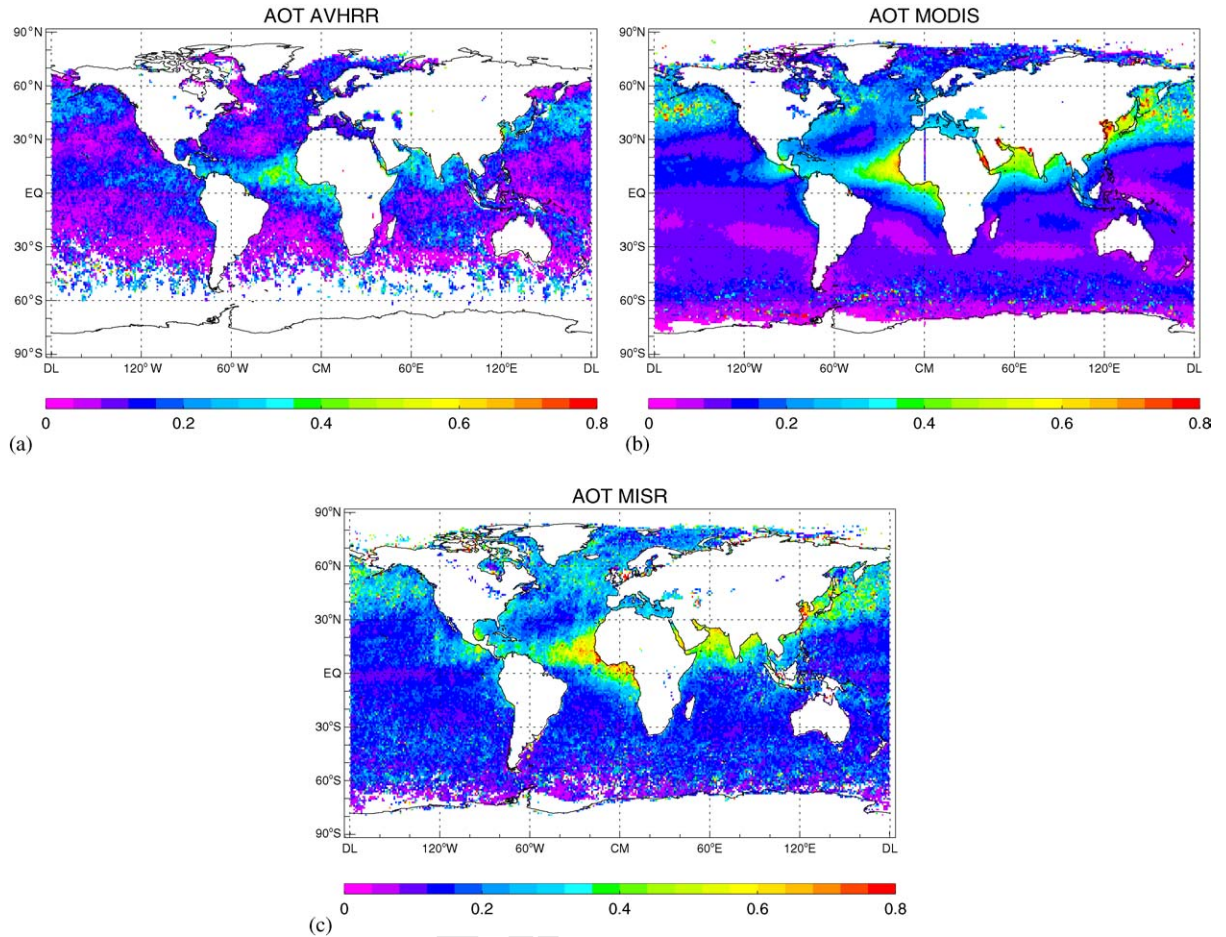 AOT AVHRR
90°N
60°N
30°N
EQ
30°S
60°S
90°S
DL 120°W 60°W CM 60°E 120°E DL
0 0.2 0.4 0.6 0.8
(a)
AOT MODIS
90°N
60°N
30°N
EQ
30°S
60°S
90°S
DL 120°W 60°W CM 60°E 120°E DL
0 0.2 0.4 0.6 0.8
(b)
AOT MISR
90°N
60°N
30°N
EQ
30°S
60°S
90°S
DL 120°W 60°W CM 60°E 120°E DL
0 0.2 0.4 0.6 0.8
(c)